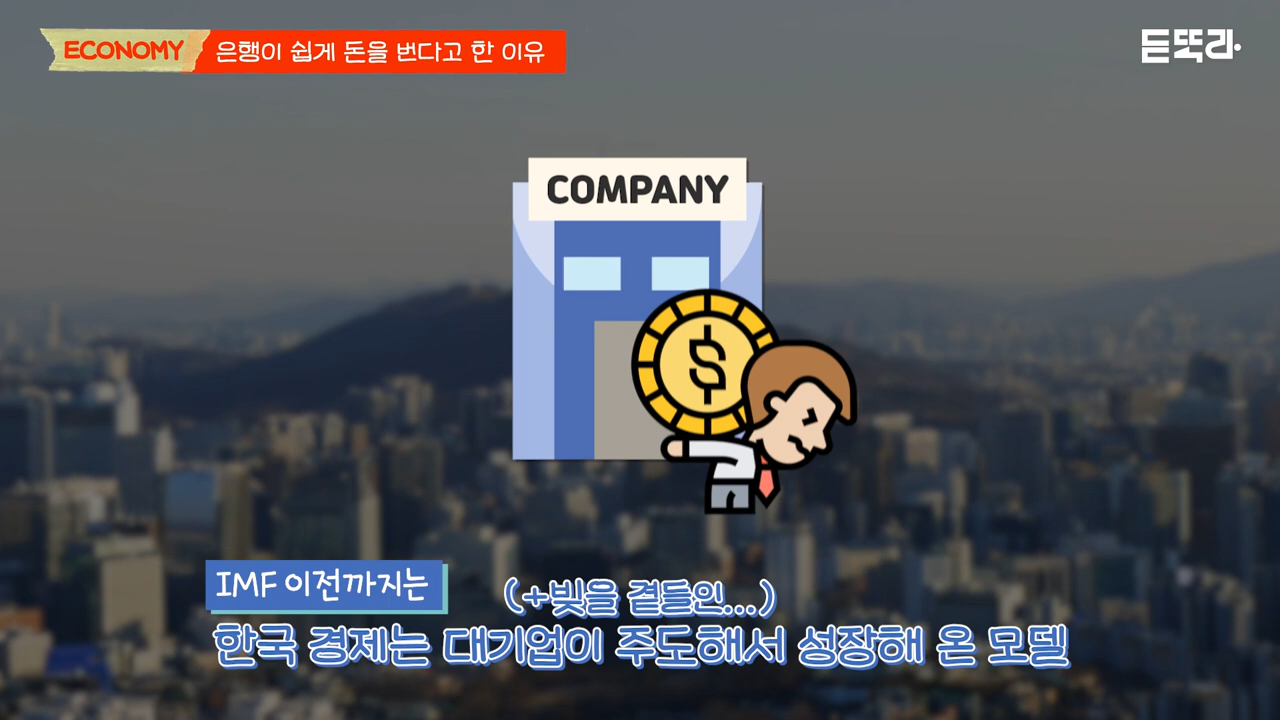 ECONOMY 은행이 쉽게 돈을 번다고 한 이유
듣똑라
COMPANY
IMF 이전까지는
(+빚을 곁들인...)
한국 경제는 대기업이 주도해서 성장해 온 모델